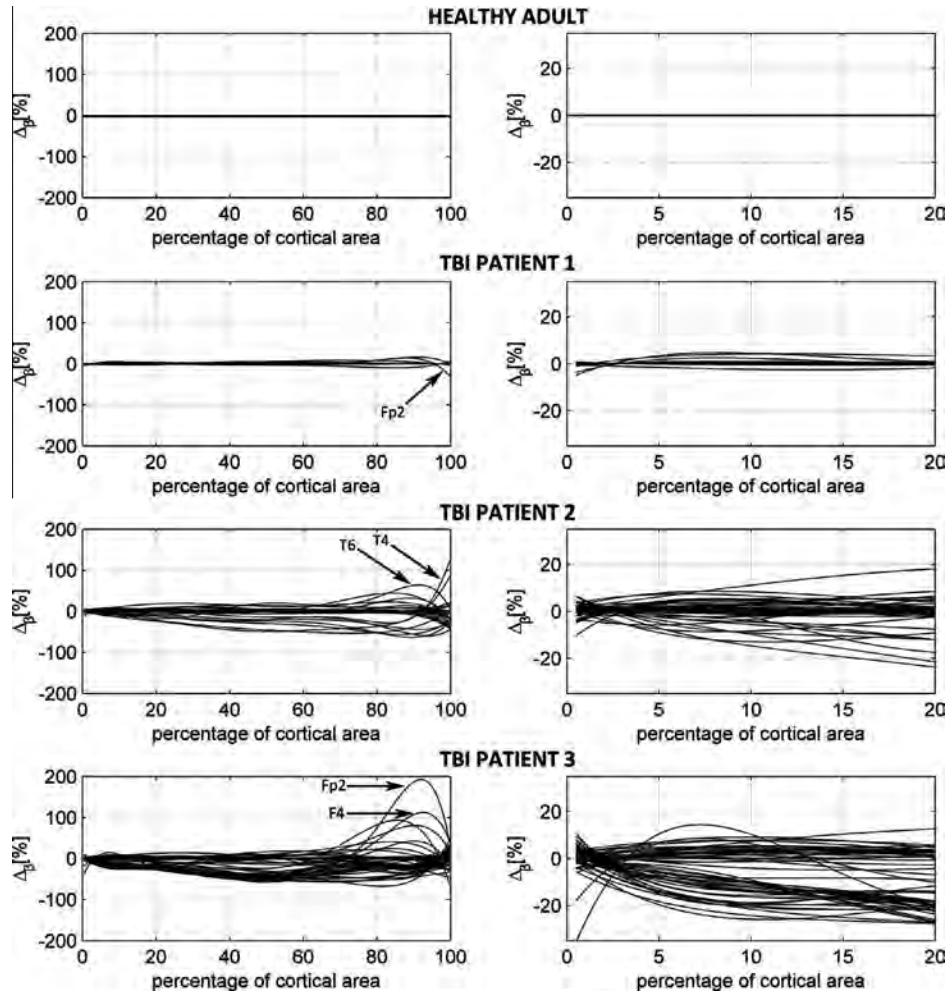 HEALTHY ADULT
200
100
0
-100
-200
Δβ[%]
0 20 40 60 80 100
percentage of cortical area
20
0
-20
Δβ[%]
0 5 10 15 20
percentage of cortical area
TBI PATIENT 1
200
100
0
-100
-200
Δβ[%]
Fp2
0 20 40 60 80 100
percentage of cortical area
20
0
-20
Δβ[%]
0 5 10 15 20
percentage of cortical area
TBI PATIENT 2
200
100
0
-100
-200
Δβ[%]
T6 T4
0 20 40 60 80 100
percentage of cortical area
20
0
-20
Δβ[%]
0 5 10 15 20
percentage of cortical area
TBI PATIENT 3
200
100
0
-100
-200
Δβ[%]
Fp2
F4
0 20 40 60 80 100
percentage of cortical area
20
0
-20
Δβ[%]
0 5 10 15 20
percentage of cortical area